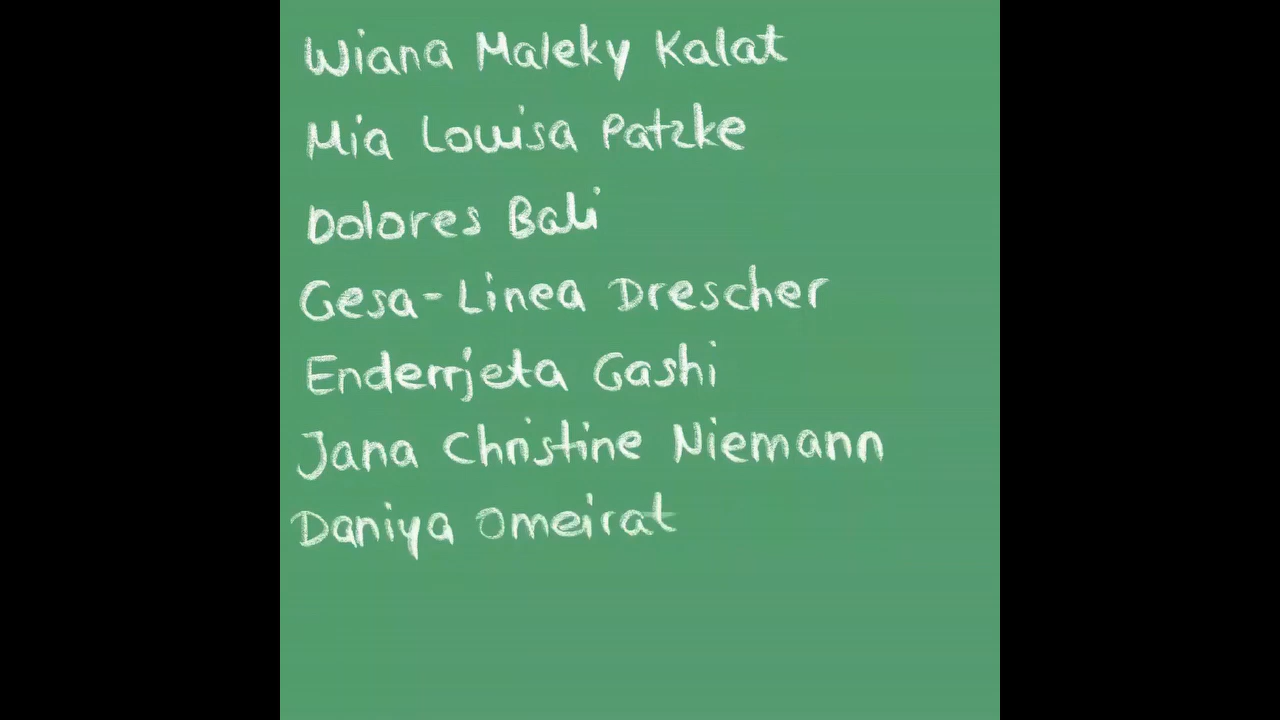 Wiana Maleky Kalat
Mia Louisa Patzke
Dolores Bali
Gesa-Linea Drescher
Enderrjeta Gashi
Jana Christine Niemann
Daniya Omeirat